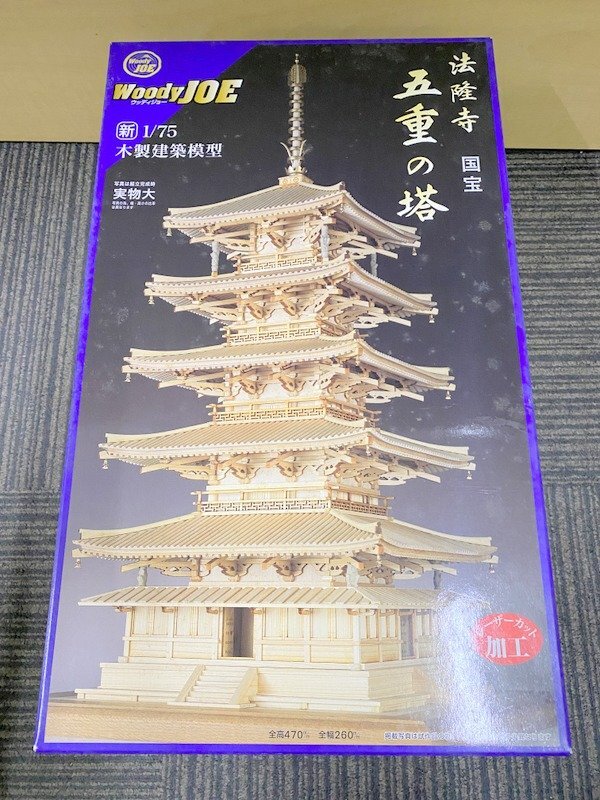 Woody
JOE
Woody JOE
ウッディジョー
新 1/75
木製建築模型
写真は組立完成時
実物大
法隆寺
五重の塔
国宝
レーザーカット
加工
全高470m/m 全幅260m/m